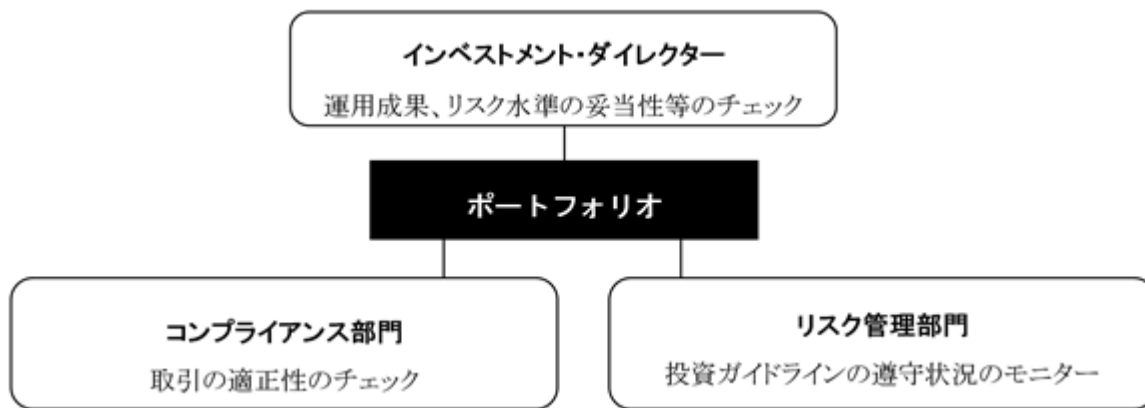 インベストメント・ダイレクター
運用成果、リスク水準の妥当性等のチェック
ポートフォリオ
コンプライアンス部門
取引の適正性のチェック
リスク管理部門
投資ガイドラインの遵守状況のモニター